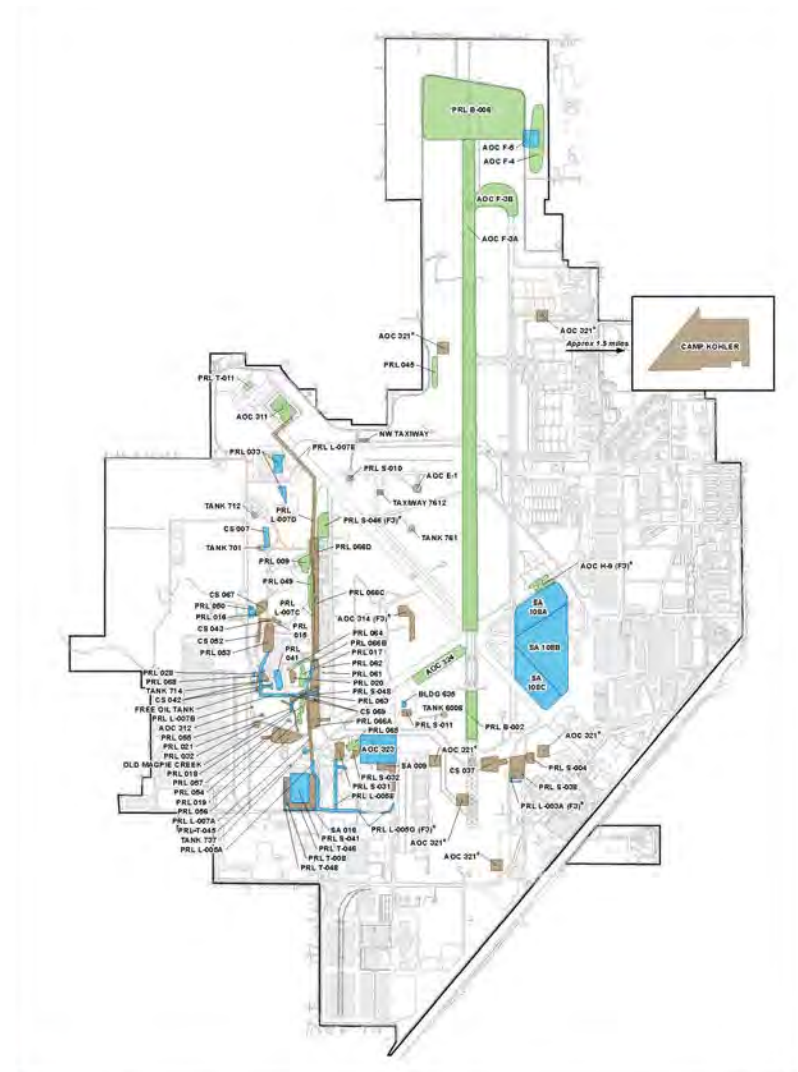 PRL B-006
AOC F-5
AOC F-4
AOC F-3B
AOC F-3A
AOC 321*
AOC 321*
Approx 1.5 miles
CAMP KOHLER
PRL 045
PRL T-011
AOC 311
NW TAXIWAY
PRL L-007E
PRL 033
PRL S-010
AOC E-1
TAXIWAY 7612
TANK 712
PRL
L-007D
PRL S-046 (F3)*
CS 007
TANK 761
TANK 701
PRL 066D
PRL 009
AOC H-9 (F3)*
PRL 049
PRL 066C
CS 067
PRL 050
PRL 016
CS 043
CS 052
PRL 053
PRL
L-007C
PRL
015
AOC 314 (F3)*
SA
108A
SA 108B
SA
108C
PRL
041
PRL 064
PRL 066B
PRL 017
PRL 062
PRL 061
PRL 020
PRL S-048
PRL 063
CS 069
PRL 066A
PRL 065
AOC 324
PRL 028
PRL 068
TANK 714
CS 042
FREE OIL TANK
PRL L-007B
AOC 312
PRL 055
PRL 021
PRL 032
OLD MAGPIE CREEK
PRL 018
PRL 057
PRL 054
PRL 019
PRL 056
PRL L-007A
PRL T-045
TANK 737
PRL L-005A
BLDG 635
PRL S-011
PRL B-002
AOC 323
SA 009
PRL S-032
PRL S-031
PRL L-005B
AOC 321*
CS 037
AOC 321*
PRL S-004
PRL S-038
PRL L-003A (F3)*
PRL L-005G (F3)*
AOC 321*
AOC 321*
SA 016
PRL S-041
PRL T-046
PRL T-008
PRL T-048